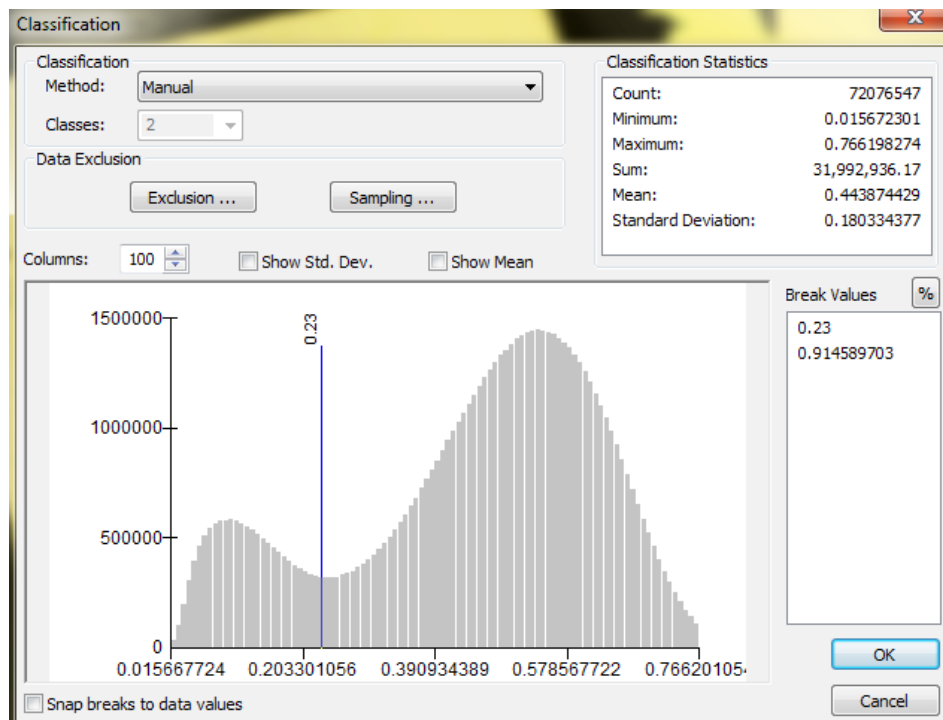 Classification
Classification
Method: Manual
Classes: 2
Data Exclusion
Exclusion ...
Sampling ...
Classification Statistics
Count: 72076547
Minimum: 0.015672301
Maximum: 0.766198274
Sum: 31,992,936.17
Mean: 0.443874429
Standard Deviation: 0.180334377
Columns: 100
Show Std. Dev.
Show Mean
Break Values
%
0.23
0.914589703
1500000
1000000
500000
0
0.23
0.015667724 0.203301056 0.390934389 0.578567722 0.766201054
Snap breaks to data values
OK
Cancel